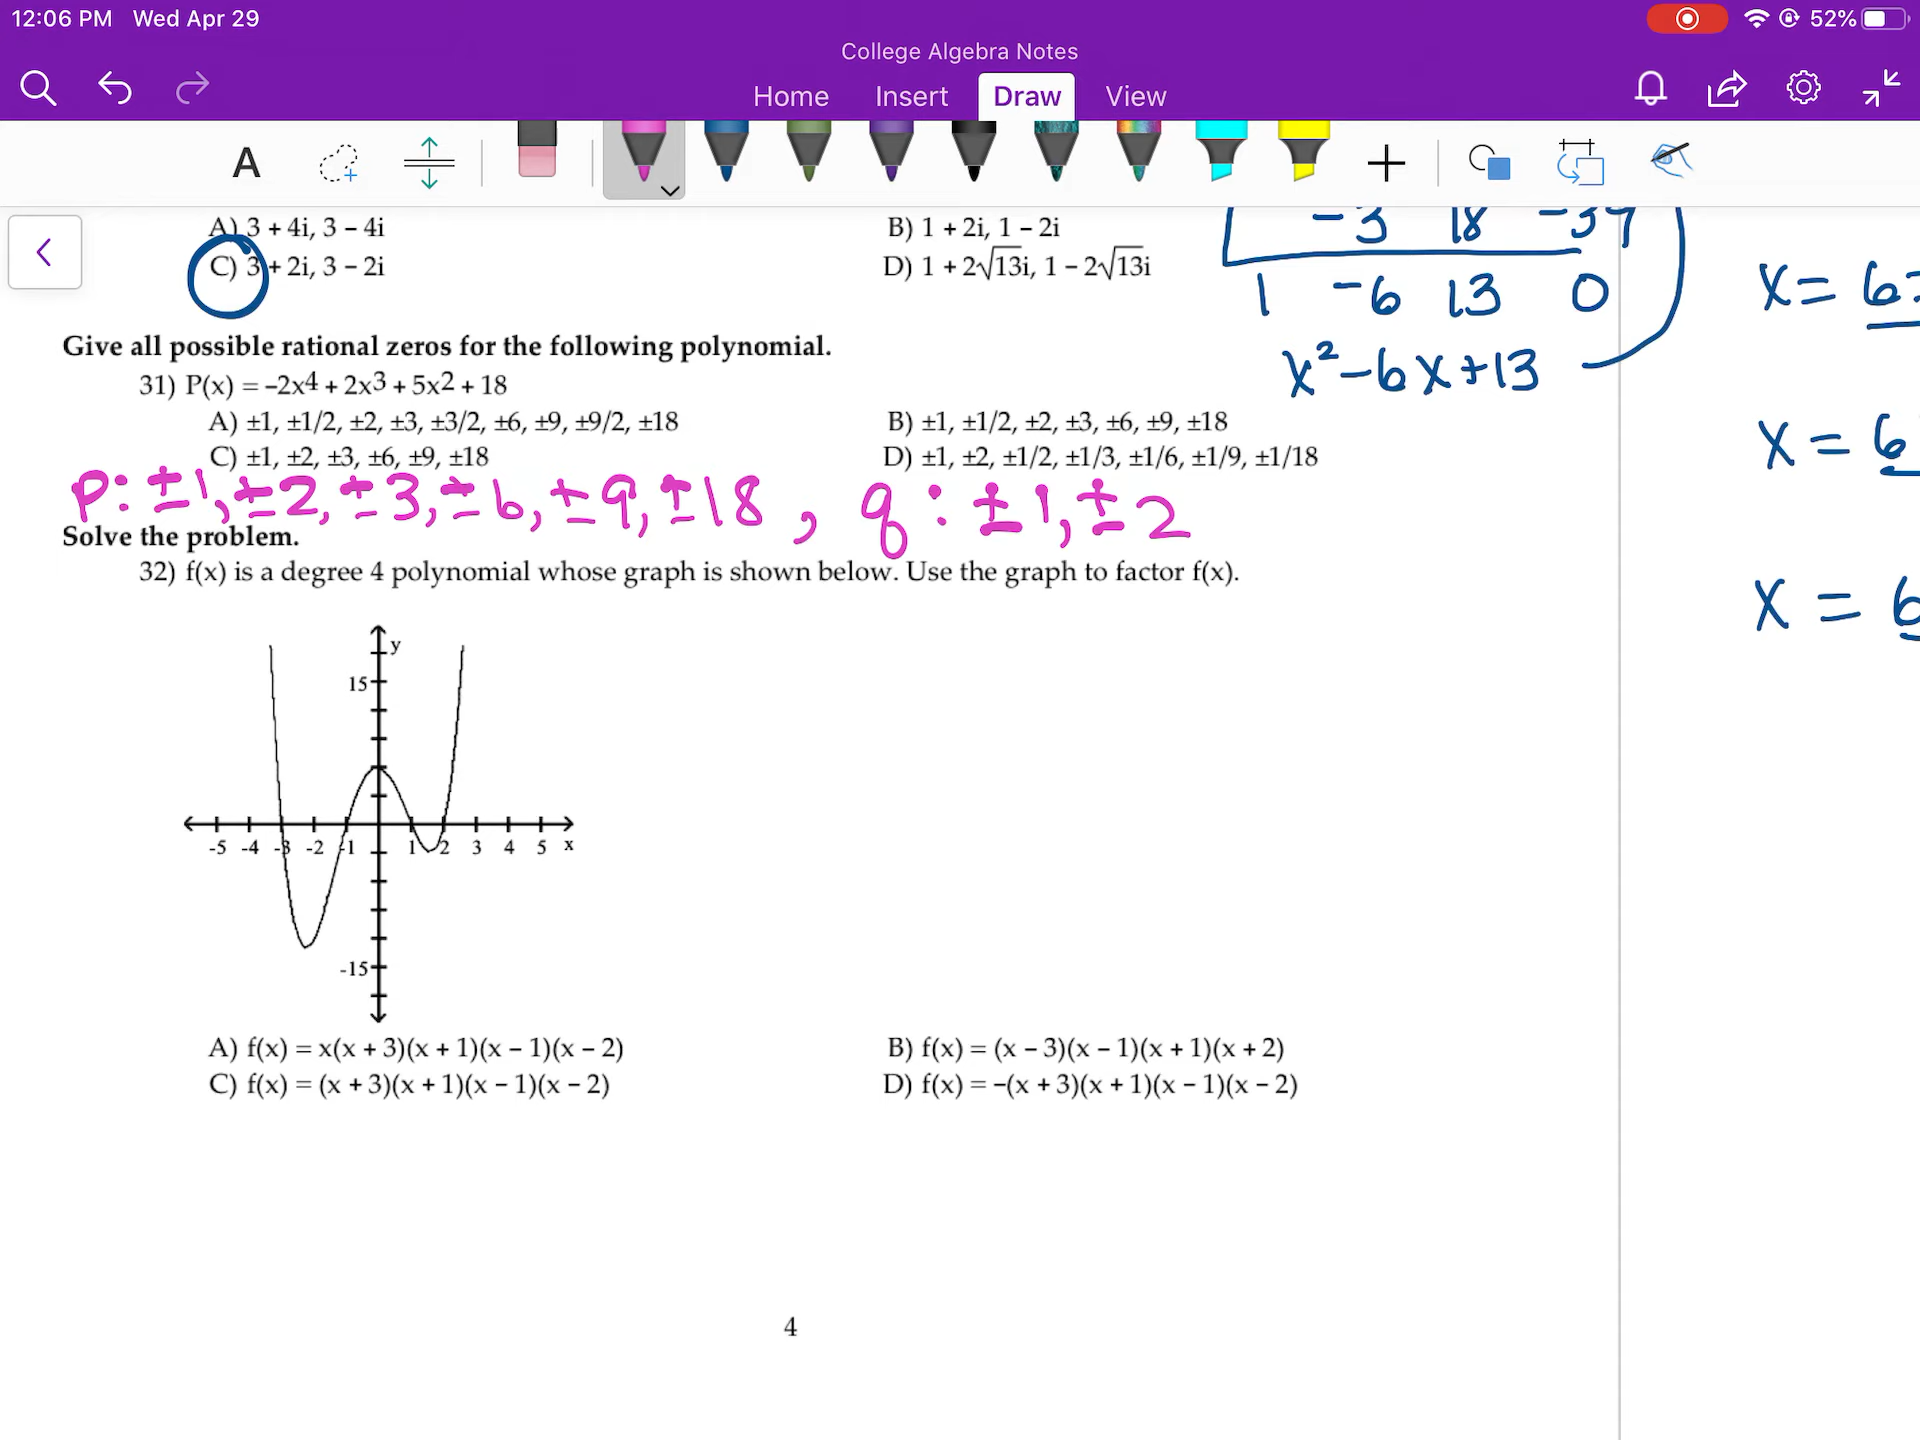 12:06 PM Wed Apr 29
52%
College Algebra Notes
Home Insert Draw View
A
A) 3 + 4i, 3 – 4i
B) 1 + 2i, 1 – 2i
C) 3 + 2i, 3 – 2i
D) 1 + 2√13i, 1 – 2√13i
-3 18 -39
1 -6 13 0
x²-6x+13
x= 6
x = 6
x = 6
Give all possible rational zeros for the following polynomial.
31) P(x) = –2x⁴ + 2x³ + 5x² + 18
A) ±1, ±1/2, ±2, ±3, ±3/2, ±6, ±9, ±9/2, ±18
B) ±1, ±1/2, ±2, ±3, ±6, ±9, ±18
C) ±1, ±2, ±3, ±6, ±9, ±18
D) ±1, ±2, ±1/2, ±1/3, ±1/6, ±1/9, ±1/18
p: ±1, ±2, ±3, ±6, ±9, ±18, q: ±1, ±2
Solve the problem.
32) f(x) is a degree 4 polynomial whose graph is shown below. Use the graph to factor f(x).
y
15
-5 -4 -3 -2 -1 1 2 3 4 5 x
-15
A) f(x) = x(x + 3)(x + 1)(x – 1)(x – 2)
B) f(x) = (x – 3)(x – 1)(x + 1)(x + 2)
C) f(x) = (x + 3)(x + 1)(x – 1)(x – 2)
D) f(x) = –(x + 3)(x + 1)(x – 1)(x – 2)
4